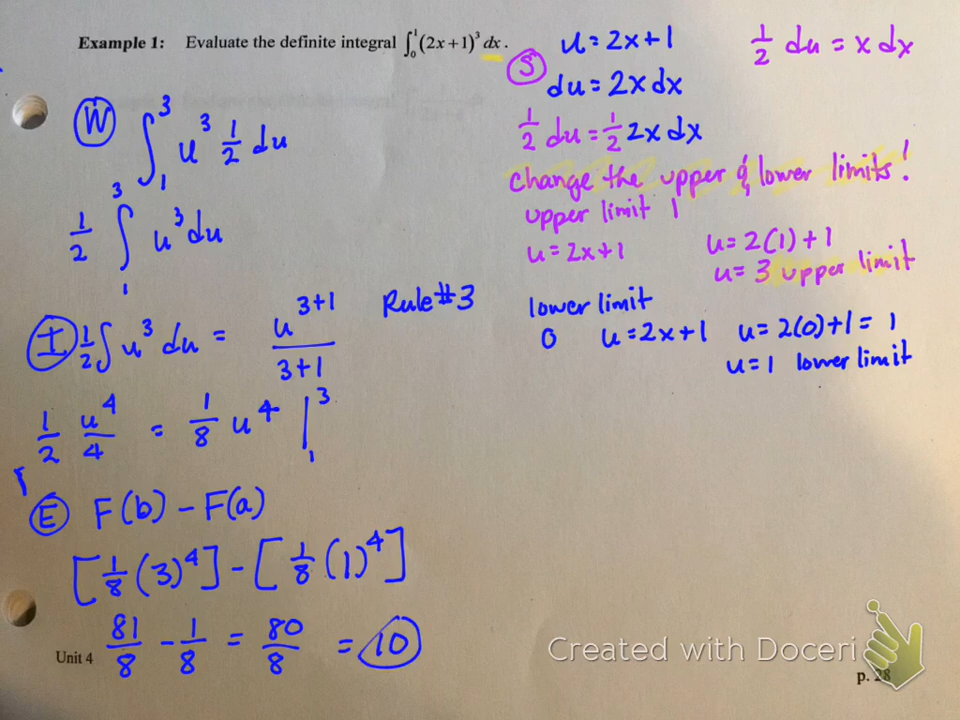 Example 1: Evaluate the definite integral ∫₀¹(2x+1)³ dx.
Ⓢ u = 2x+1
du = 2x dx
½ du = x dx
½ du = ½ 2x dx
change the upper & lower limits!
upper limit 1
u = 2x+1 u = 2(1)+1
u = 3 upper limit
lower limit
0 u = 2x+1 u = 2(0)+1 = 1
u = 1 lower limit
Ⓦ ∫₁³ u³ ½ du
½ ∫₁³ u³ du
Ⓘ ½∫ u³ du = u³⁺¹/3+1 Rule #3
½ u⁴/4 = ⅛ u⁴ |₁³
Ⓔ F(b) - F(a)
[⅛(3)⁴] - [⅛(1)⁴]
81/8 - 1/8 = 80/8 = 10
Created with Doceri
Unit 4
p. 28